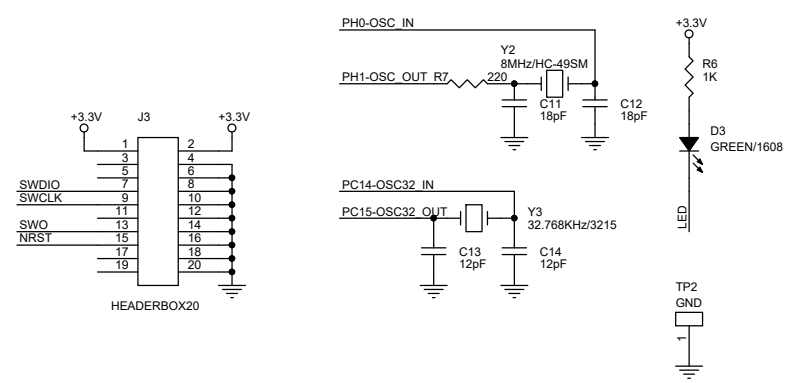 PH0-OSC_IN
+3.3V
Y2
8MHz/HC-49SM
R6
1K
PH1-OSC_OUT R7 220
C11
18pF
C12
18pF
+3.3V J3 +3.3V
D3
GREEN/1608
1 2
3 4
5 6
SWDIO 7 8
SWCLK 9 10
11 12
SWO 13 14
NRST 15 16
17 18
19 20
HEADERBOX20
PC14-OSC32_IN
PC15-OSC32_OUT
Y3
32.768KHz/3215
C13
12pF
C14
12pF
LED
TP2
GND
1